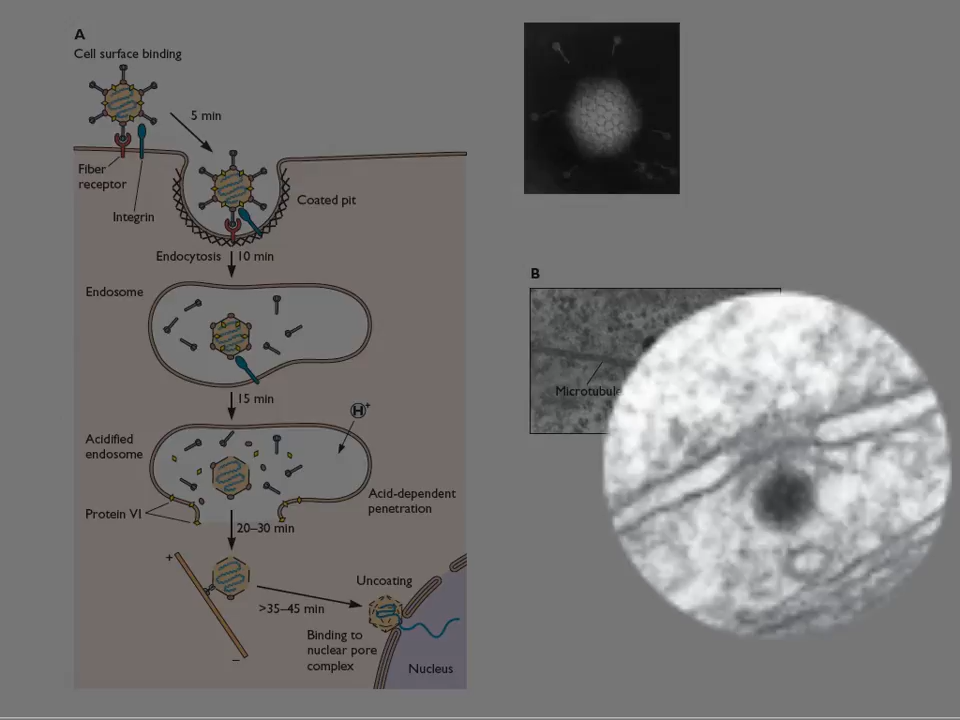 A
Cell surface binding
5 min
Fiber
receptor
Integrin
Coated pit
Endocytosis
10 min
Endosome
15 min
H+
Acidified
endosome
Acid-dependent
penetration
Protein VI
20–30 min
+
Uncoating
>35–45 min
Binding to
nuclear pore
complex
–
Nucleus
B
Microtubule